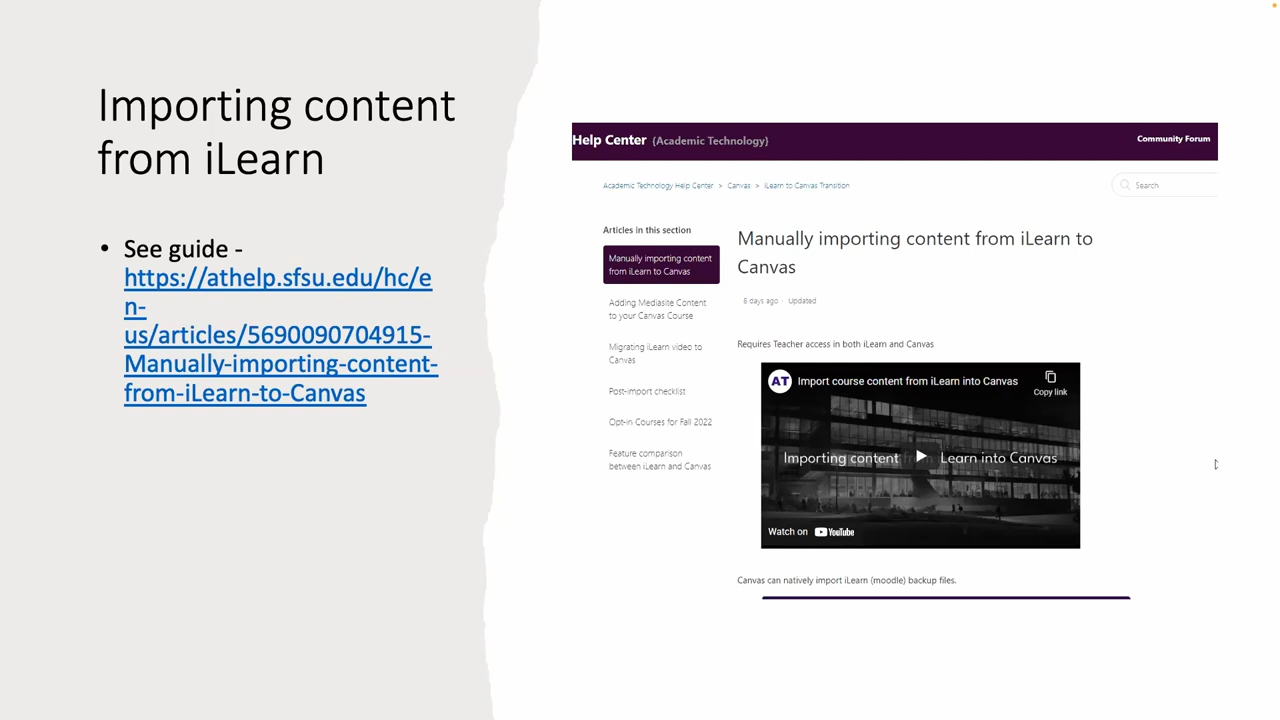 Importing content
from iLearn
• See guide -
https://athelp.sfsu.edu/hc/e
n-
us/articles/5690090704915-
Manually-importing-content-
from-iLearn-to-Canvas
Help Center {Academic Technology}
Community Forum
Academic Technology Help Center > Canvas > iLearn to Canvas Transition
Search
Articles in this section
Manually importing content
from iLearn to Canvas
Adding Mediasite Content
to your Canvas Course
Migrating iLearn video to
Canvas
Post-import checklist
Opt-in Courses for Fall 2022
Feature comparison
between iLearn and Canvas
Manually importing content from iLearn to
Canvas
6 days ago · Updated
Requires Teacher access in both iLearn and Canvas
AT Import course content from iLearn into Canvas
Copy link
Importing content from Learn into Canvas
Watch on YouTube
Canvas can natively import iLearn (moodle) backup files.